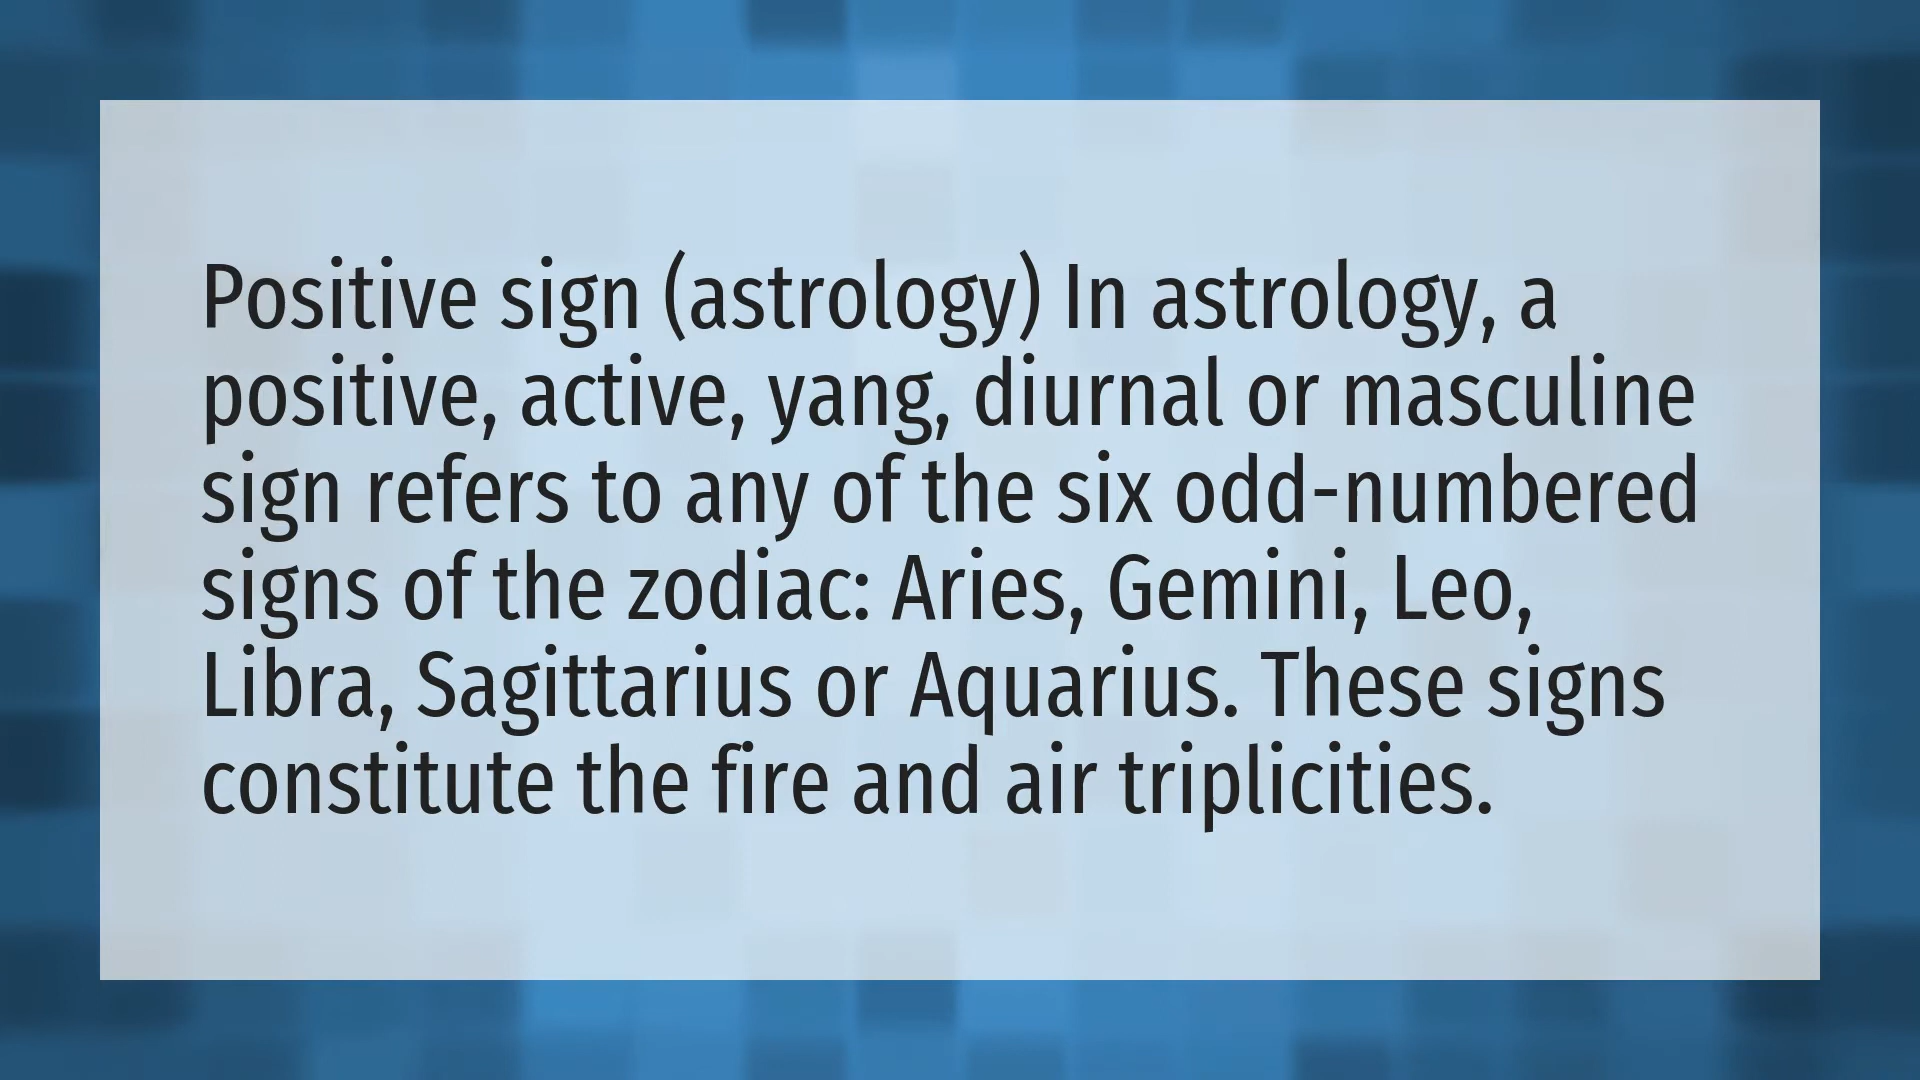 Positive sign (astrology) In astrology, a
positive, active, yang, diurnal or masculine
sign refers to any of the six odd-numbered
signs of the zodiac: Aries, Gemini, Leo,
Libra, Sagittarius or Aquarius. These signs
constitute the fire and air triplicities.